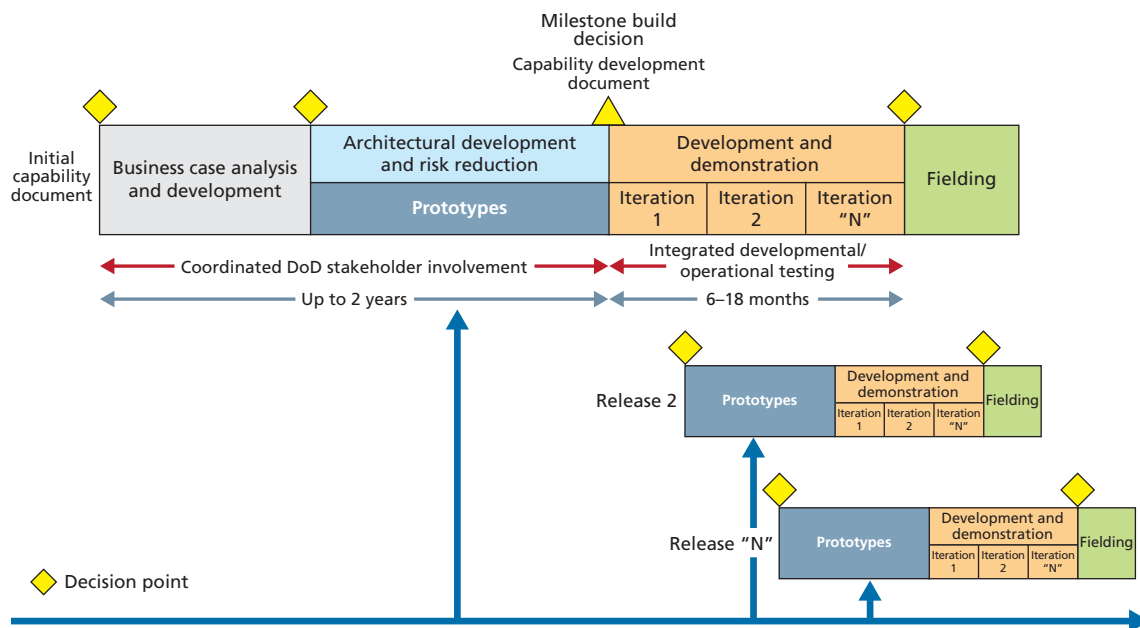 Milestone build
decision
Capability development
document
Initial
capability
document
Business case analysis
and development
Architectural development
and risk reduction
Prototypes
Development and
demonstration
Iteration
1
Iteration
2
Iteration
“N”
Fielding
Coordinated DoD stakeholder involvement
Integrated developmental/
operational testing
Up to 2 years
6–18 months
Release 2
Prototypes
Development and
demonstration
Iteration
1
Iteration
2
Iteration
“N”
Fielding
Release “N”
Prototypes
Development and
demonstration
Iteration
1
Iteration
2
Iteration
“N”
Fielding
Decision point